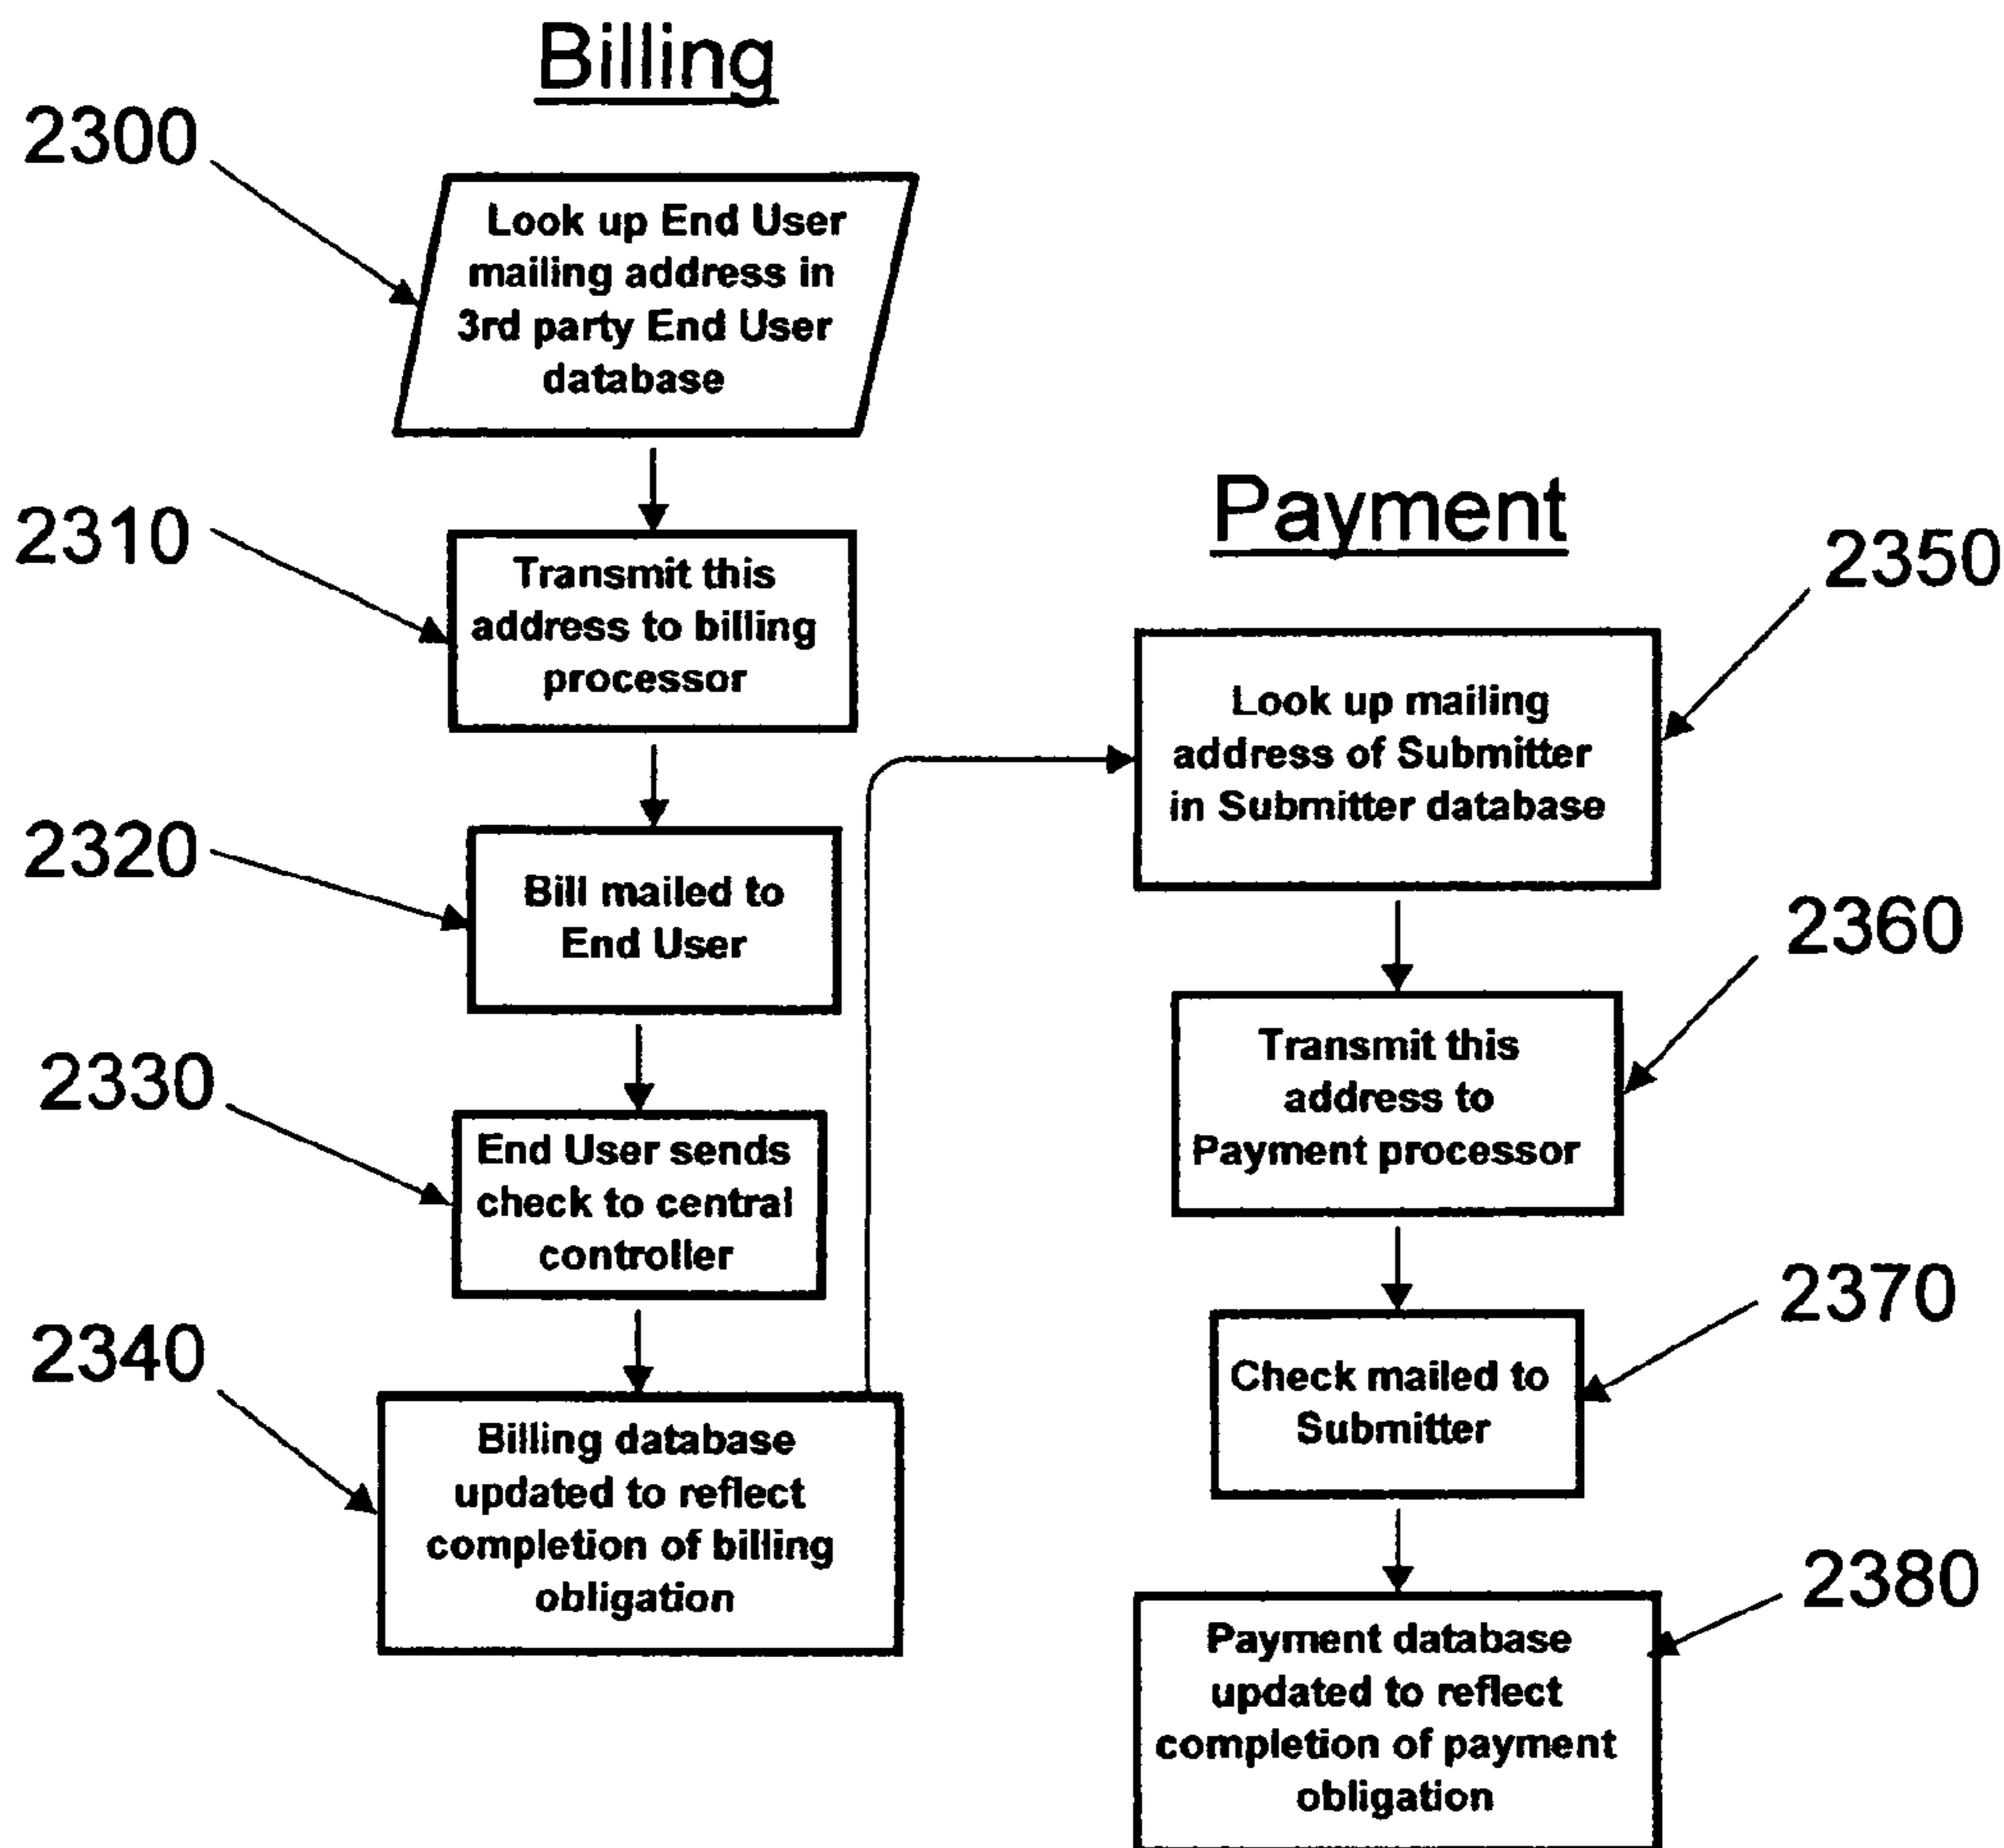 Billing
2300
Look up End User
mailing address in
3rd party End User
database
2310
Transmit this
address to billing
processor
2320
Bill mailed to
End User
2330
End User sends
check to central
controller
2340
Billing database
updated to reflect
completion of billing
obligation
Payment
2350
Look up mailing
address of Submitter
in Submitter database
2360
Transmit this
address to
Payment processor
2370
Check mailed to
Submitter
2380
Payment database
updated to reflect
completion of payment
obligation